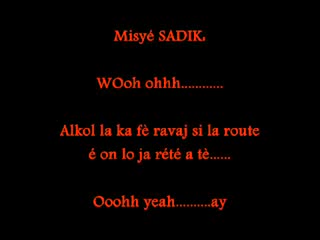 Misyé SADIK.
WOoh ohhh............
Alkol la ka fè ravaj si la route
é on lo ja rété a tè......
Ooohh yeah..........ay